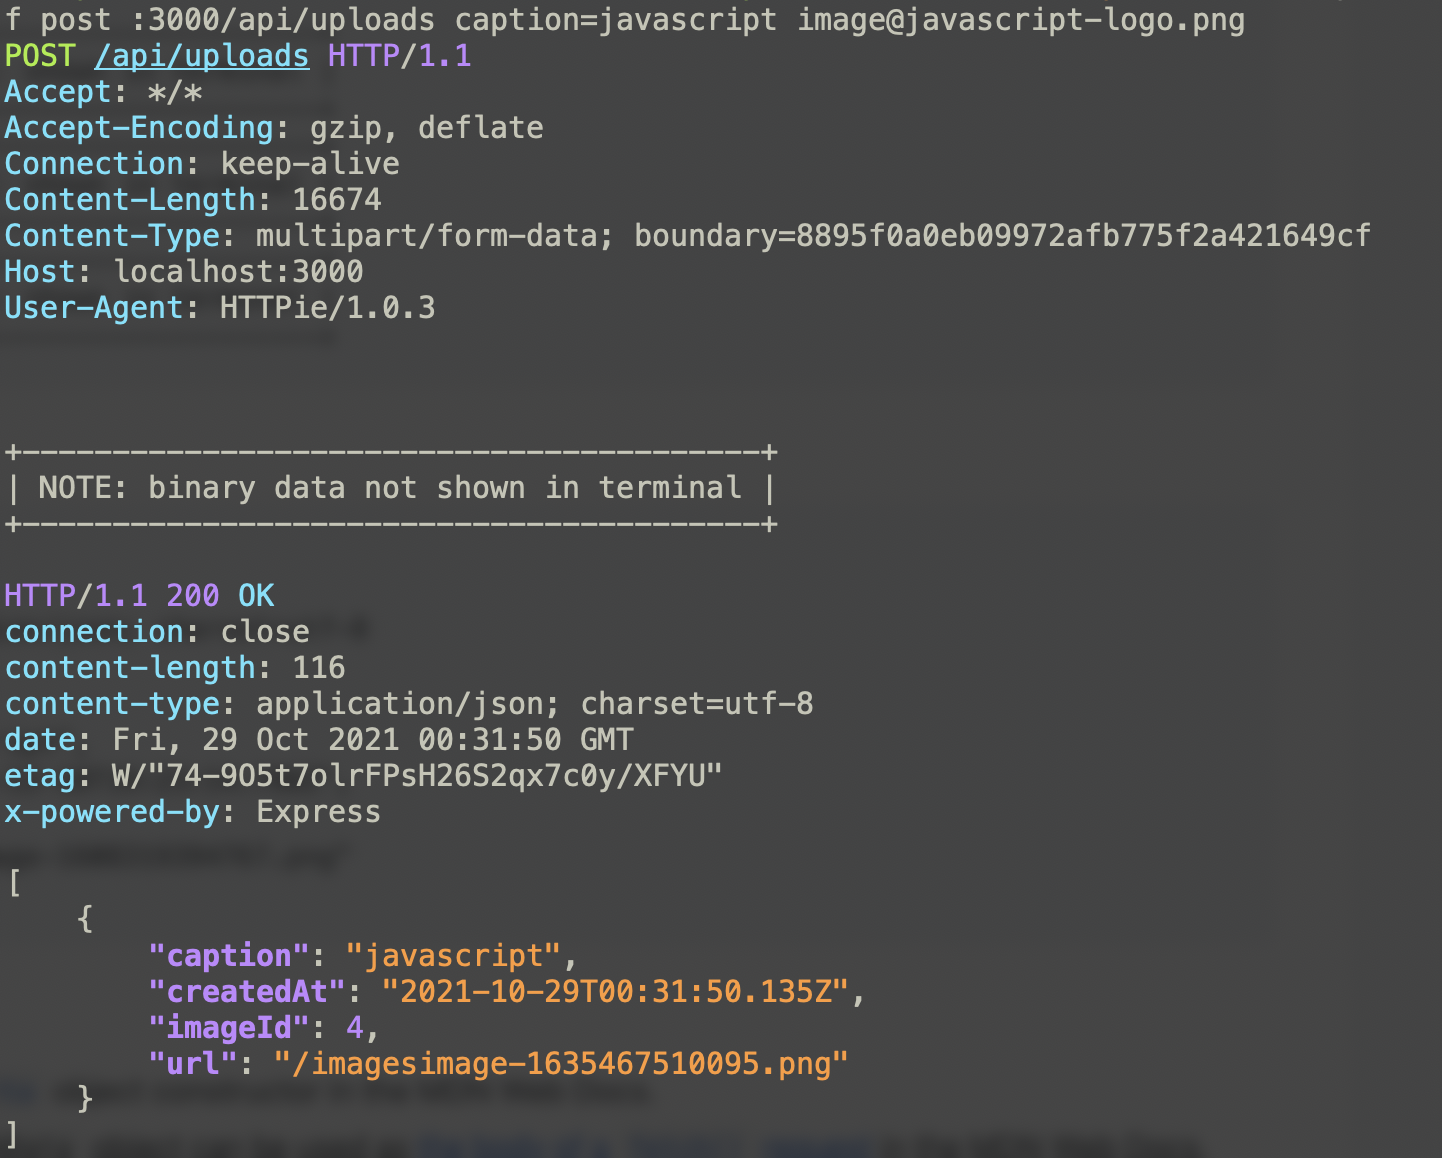 f post :3000/api/uploads caption=javascript image@javascript-logo.png
POST /api/uploads HTTP/1.1
Accept: */*
Accept-Encoding: gzip, deflate
Connection: keep-alive
Content-Length: 16674
Content-Type: multipart/form-data; boundary=8895f0a0eb09972afb775f2a421649cf
Host: localhost:3000
User-Agent: HTTPie/1.0.3
+-----------------------------------------+
| NOTE: binary data not shown in terminal |
+-----------------------------------------+
HTTP/1.1 200 OK
connection: close
content-length: 116
content-type: application/json; charset=utf-8
date: Fri, 29 Oct 2021 00:31:50 GMT
etag: W/"74-9O5t7olrFPsH26S2qx7c0y/XFYU"
x-powered-by: Express
[
    {
        "caption": "javascript",
        "createdAt": "2021-10-29T00:31:50.135Z",
        "imageId": 4,
        "url": "/imagesimage-1635467510095.png"
    }
]